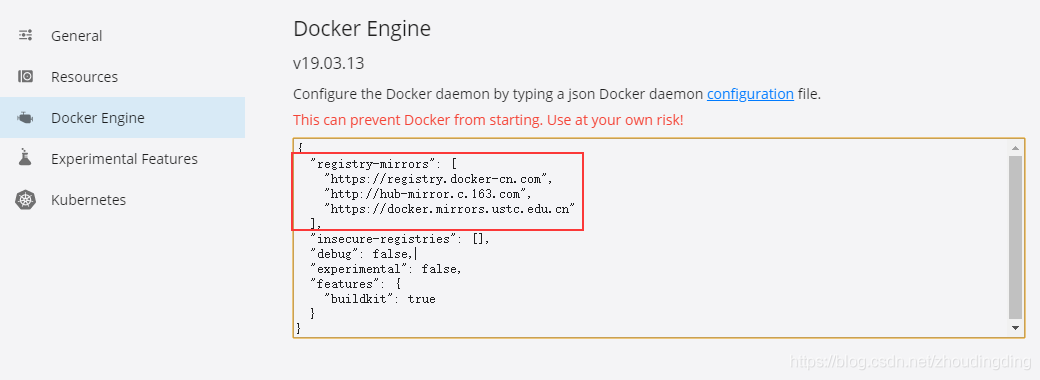 Docker Engine
General
v19.03.13
Resources
Configure the Docker daemon by typing a json Docker daemon configuration file.
Docker Engine
This can prevent Docker from starting. Use at your own risk!
{
"registry-mirrors": [
Experimental Features
"https://registry.docker-cn.com",
"http://hub-mirror.c.163.com",
Kubernetes
"https://docker.mirrors.ustc.edu.cn"
],
"insecure-registries": [],
"debug": false,
"experimental": false,
"features": {
"buildkit": true
}
}
https://blog.csdn.net/zhoudingding